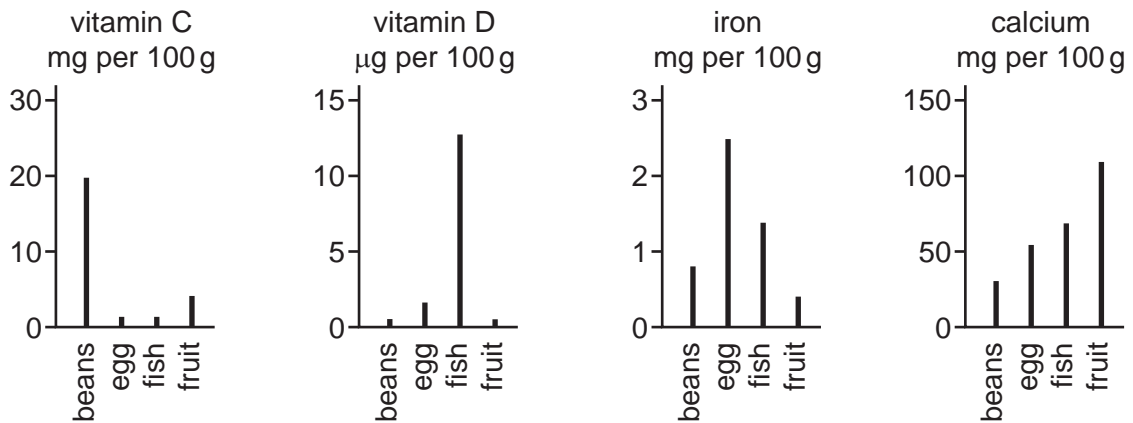 vitamin C
mg per 100 g
30
20
10
0
beans
egg
fish
fruit
vitamin D
µg per 100 g
15
10
5
0
beans
egg
fish
fruit
iron
mg per 100 g
3
2
1
0
beans
egg
fish
fruit
calcium
mg per 100 g
150
100
50
0
beans
egg
fish
fruit